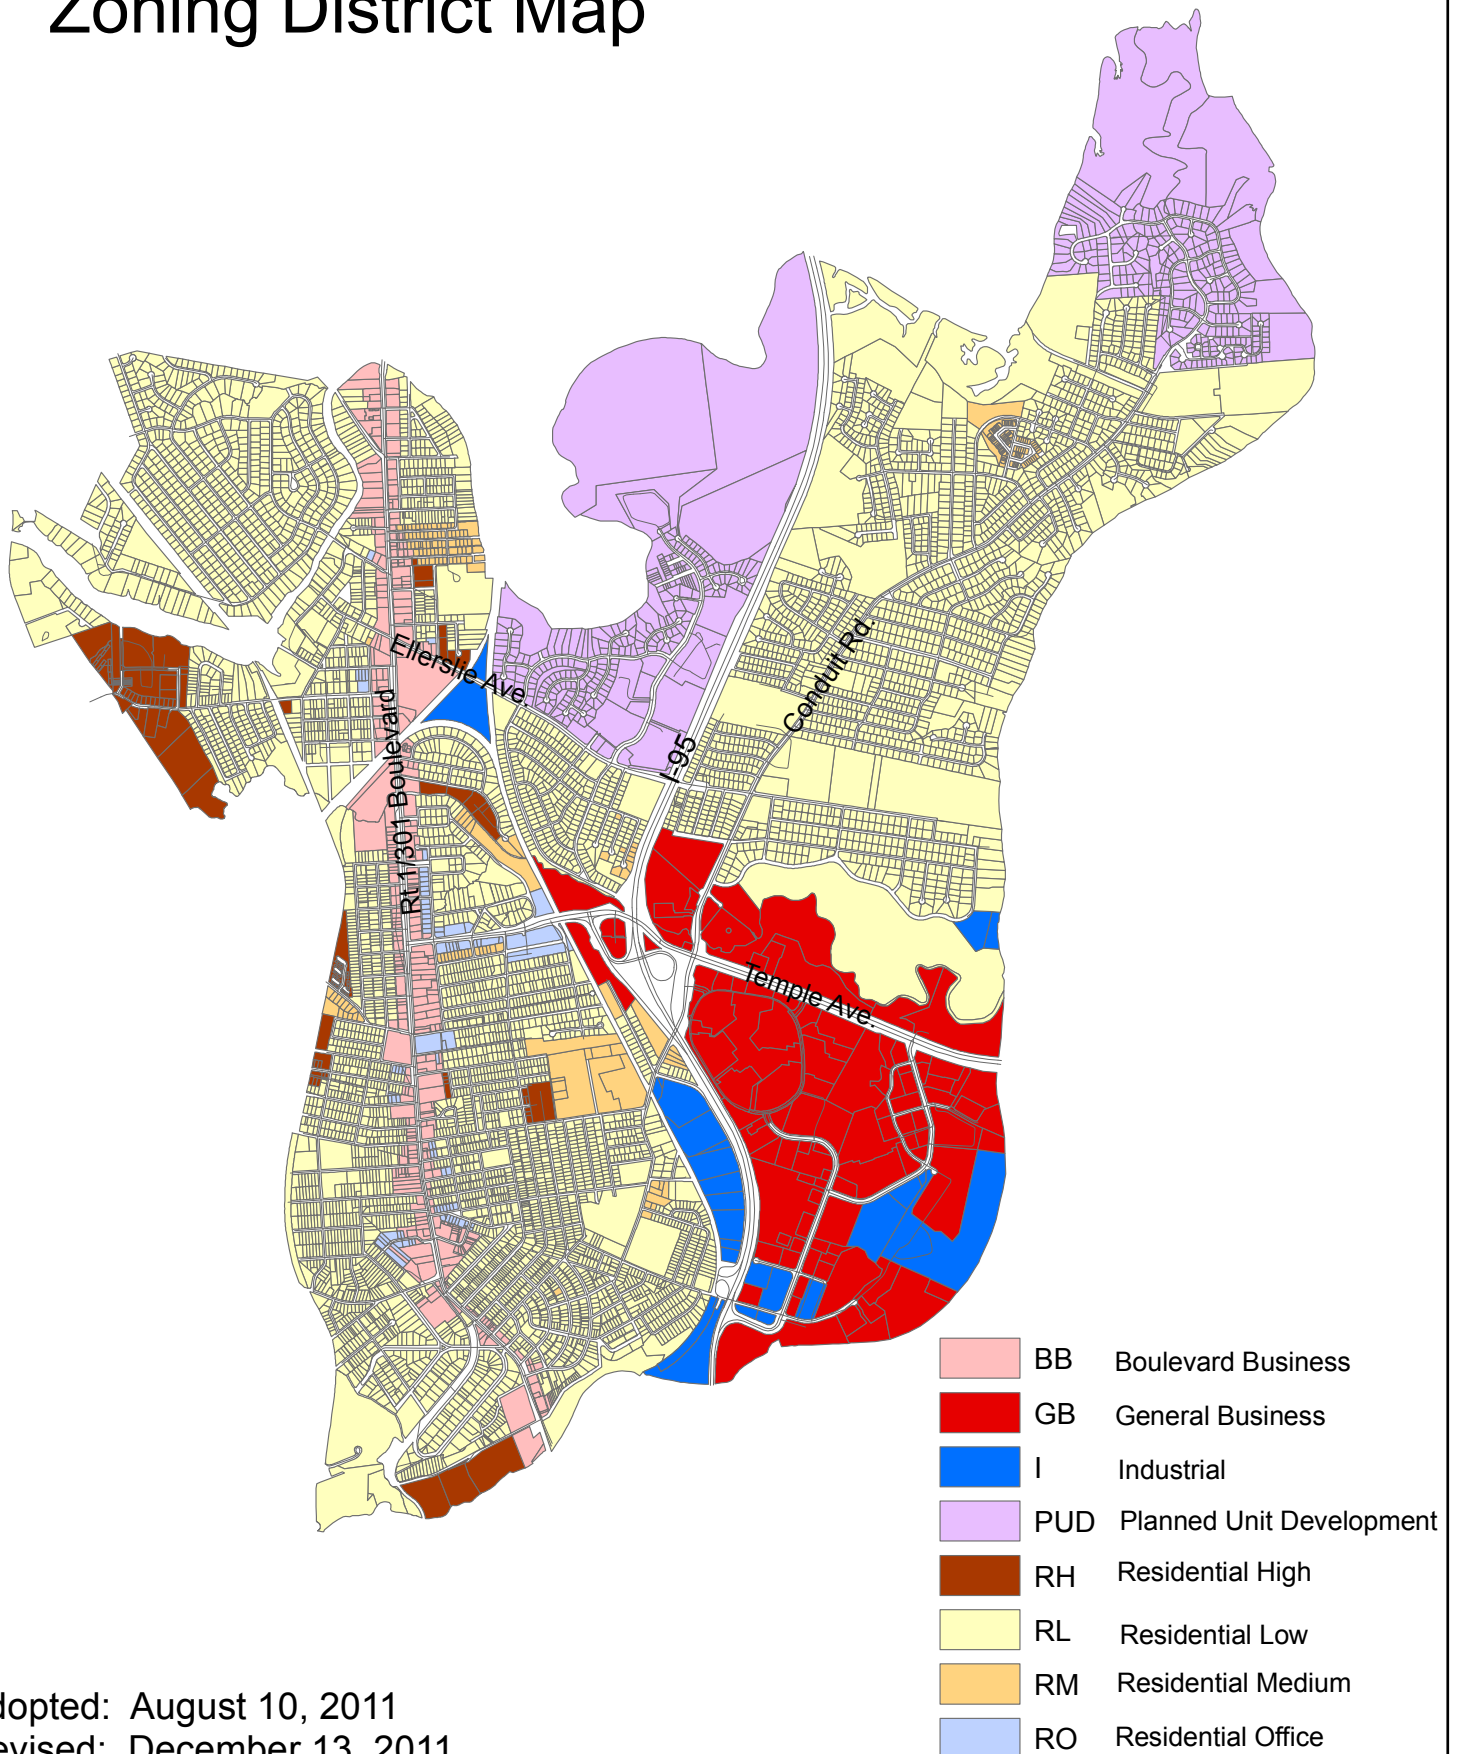 Zoning District Map
Ellerslie Ave.
Conduit Rd.
I-95
Rt 1/301 Boulevard
Temple Ave.
BB Boulevard Business
GB General Business
I Industrial
PUD Planned Unit Development
RH Residential High
RL Residential Low
RM Residential Medium
RO Residential Office
dopted: August 10, 2011
evised: December 13, 2011